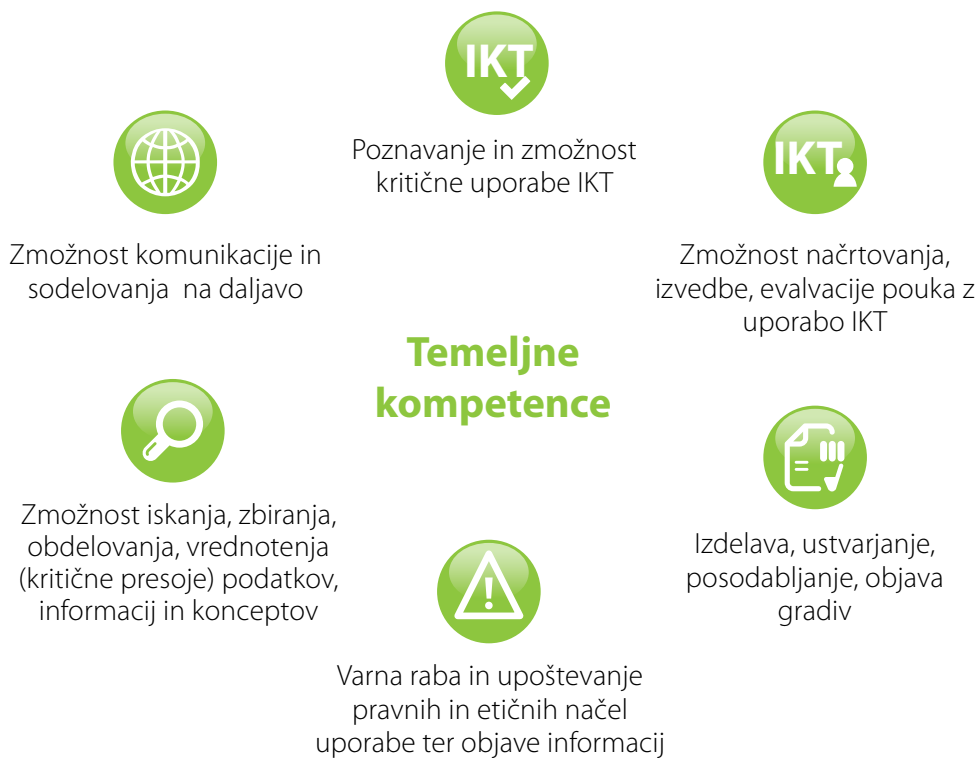 IKT
Poznavanje in zmožnost
kritične uporabe IKT
IKT
Zmožnost komunikacije in
sodelovanja na daljavo
Zmožnost načrtovanja,
izvedbe, evalvacije pouka z
uporabo IKT
Temeljne
kompetence
Zmožnost iskanja, zbiranja,
obdelovanja, vrednotenja
(kritične presoje) podatkov,
informacij in konceptov
Izdelava, ustvarjanje,
posodabljanje, objava
gradiv
Varna raba in upoštevanje
pravnih in etičnih načel
uporabe ter objave informacij